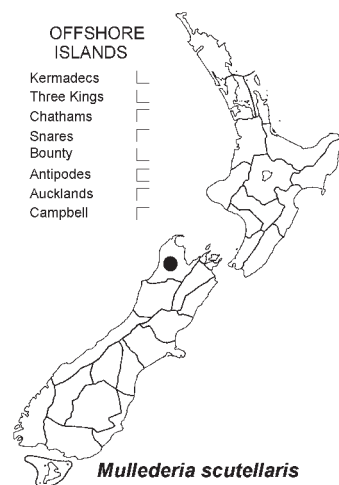 OFFSHORE
ISLANDS
Kermadecs
Three Kings
Chathams
Snares
Bounty
Antipodes
Aucklands
Campbell
Mullederia scutellaris